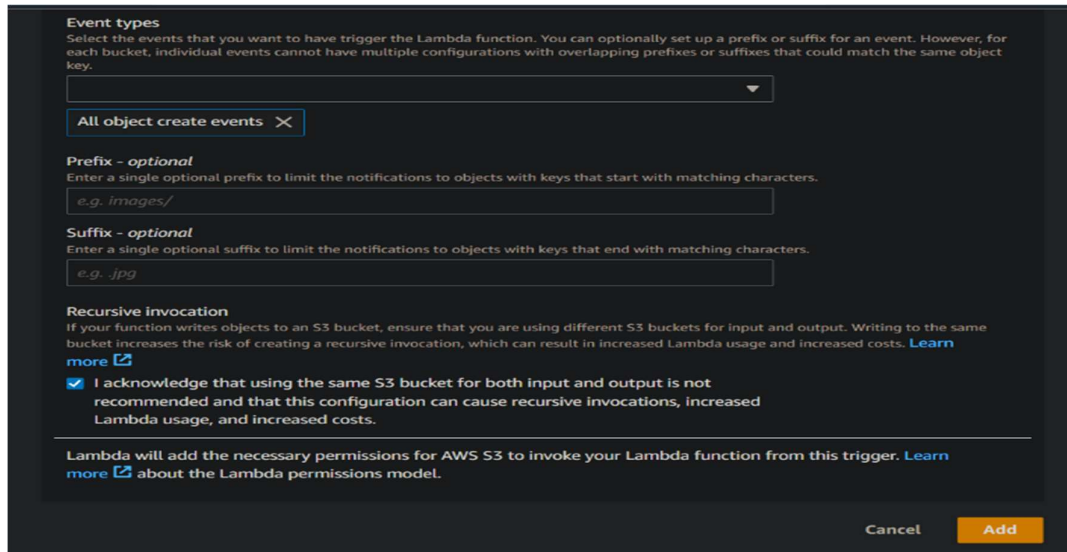 Event types
Select the events that you want to have trigger the Lambda function. You can optionally set up a prefix or suffix for an event. However, for
each bucket, individual events cannot have multiple configurations with overlapping prefixes or suffixes that could match the same object
key.
All object create events
Prefix - optional
Enter a single optional prefix to limit the notifications to objects with keys that start with matching characters.
e.g. images/
Suffix - optional
Enter a single optional suffix to limit the notifications to objects with keys that end with matching characters.
e.g. .jpg
Recursive invocation
If your function writes objects to an S3 bucket, ensure that you are using different S3 buckets for input and output. Writing to the same
bucket increases the risk of creating a recursive invocation, which can result in increased Lambda usage and increased costs. Learn
more
I acknowledge that using the same S3 bucket for both input and output is not
recommended and that this configuration can cause recursive invocations, increased
Lambda usage, and increased costs.
Lambda will add the necessary permissions for AWS S3 to invoke your Lambda function from this trigger. Learn
more about the Lambda permissions model.
Cancel Add